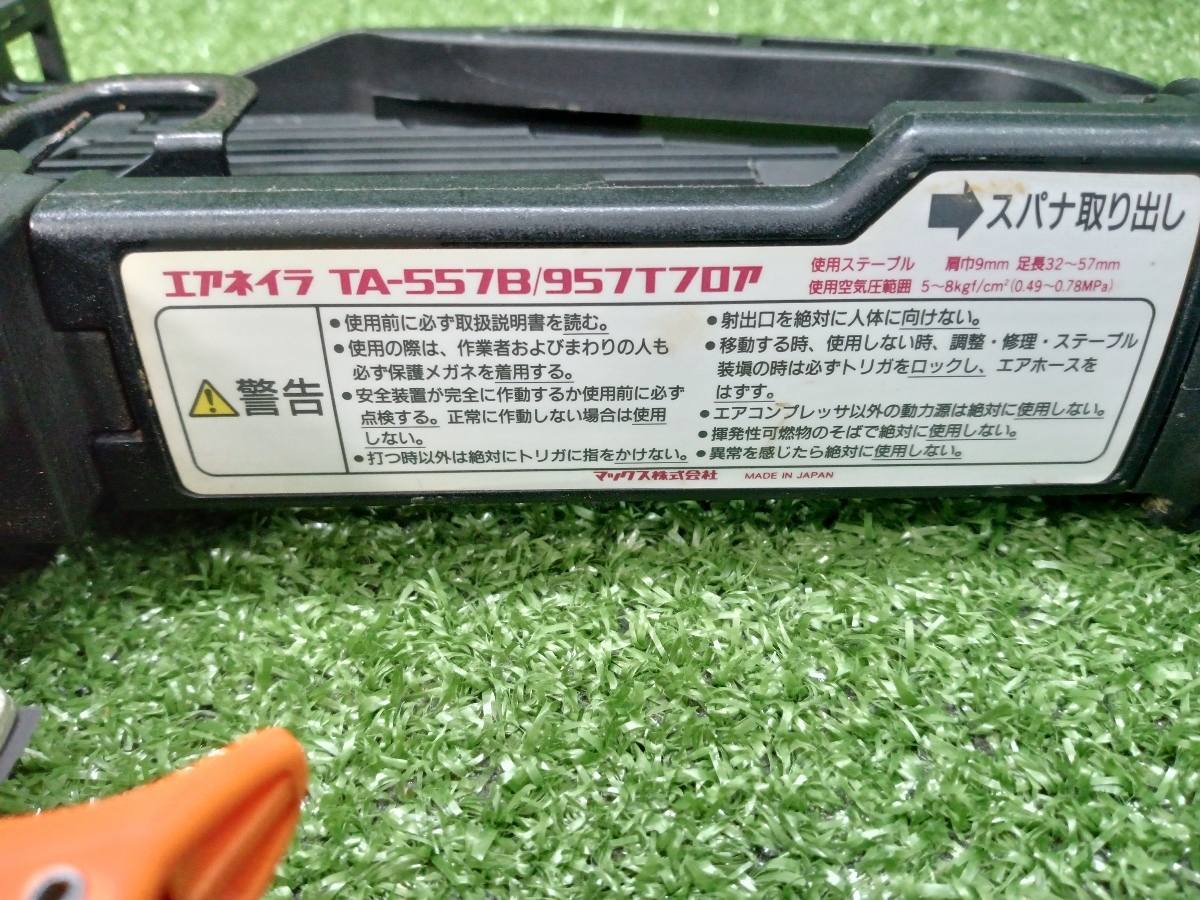 スパナ取り出し
エアネイラ TA-557B/957Tフロア
使用ステープル 肩巾9mm 足長32~57mm
使用空気圧範囲 5~8kgf/cm²(0.49~0.78MPa)
警告
●使用前に必ず取扱説明書を読む。
●使用の際は、作業者およびまわりの人も
必ず保護メガネを着用する。
●安全装置が完全に作動するか使用前に必ず
点検する。正常に作動しない場合は使用
しない。
●打つ時以外は絶対にトリガに指をかけない。
●射出口を絶対に人体に向けない。
●移動する時、使用しない時、調整・修理・ステープル
装填の時は必ずトリガをロックし、エアホースを
はずす。
●エアコンプレッサ以外の動力源は絶対に使用しない。
●揮発性可燃物のそばで絶対に使用しない。
●異常を感じたら絶対に使用しない。
マックス株式会社 MADE IN JAPAN